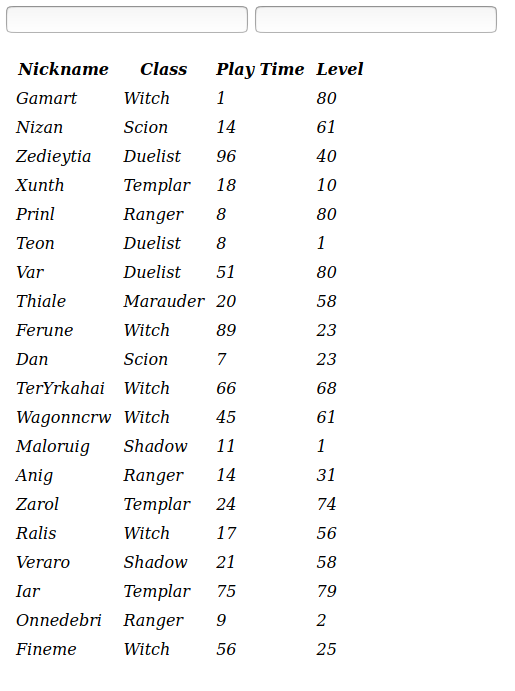 Nickname Class Play Time Level
Gamart Witch 1 80
Nizan Scion 14 61
Zedieytia Duelist 96 40
Xunth Templar 18 10
Prinl Ranger 8 80
Teon Duelist 8 1
Var Duelist 51 80
Thiale Marauder 20 58
Ferune Witch 89 23
Dan Scion 7 23
TerYrkahai Witch 66 68
Wagonncrw Witch 45 61
Maloruig Shadow 11 1
Anig Ranger 14 31
Zarol Templar 24 74
Ralis Witch 17 56
Veraro Shadow 21 58
Iar Templar 75 79
Onnedebri Ranger 9 2
Fineme Witch 56 25